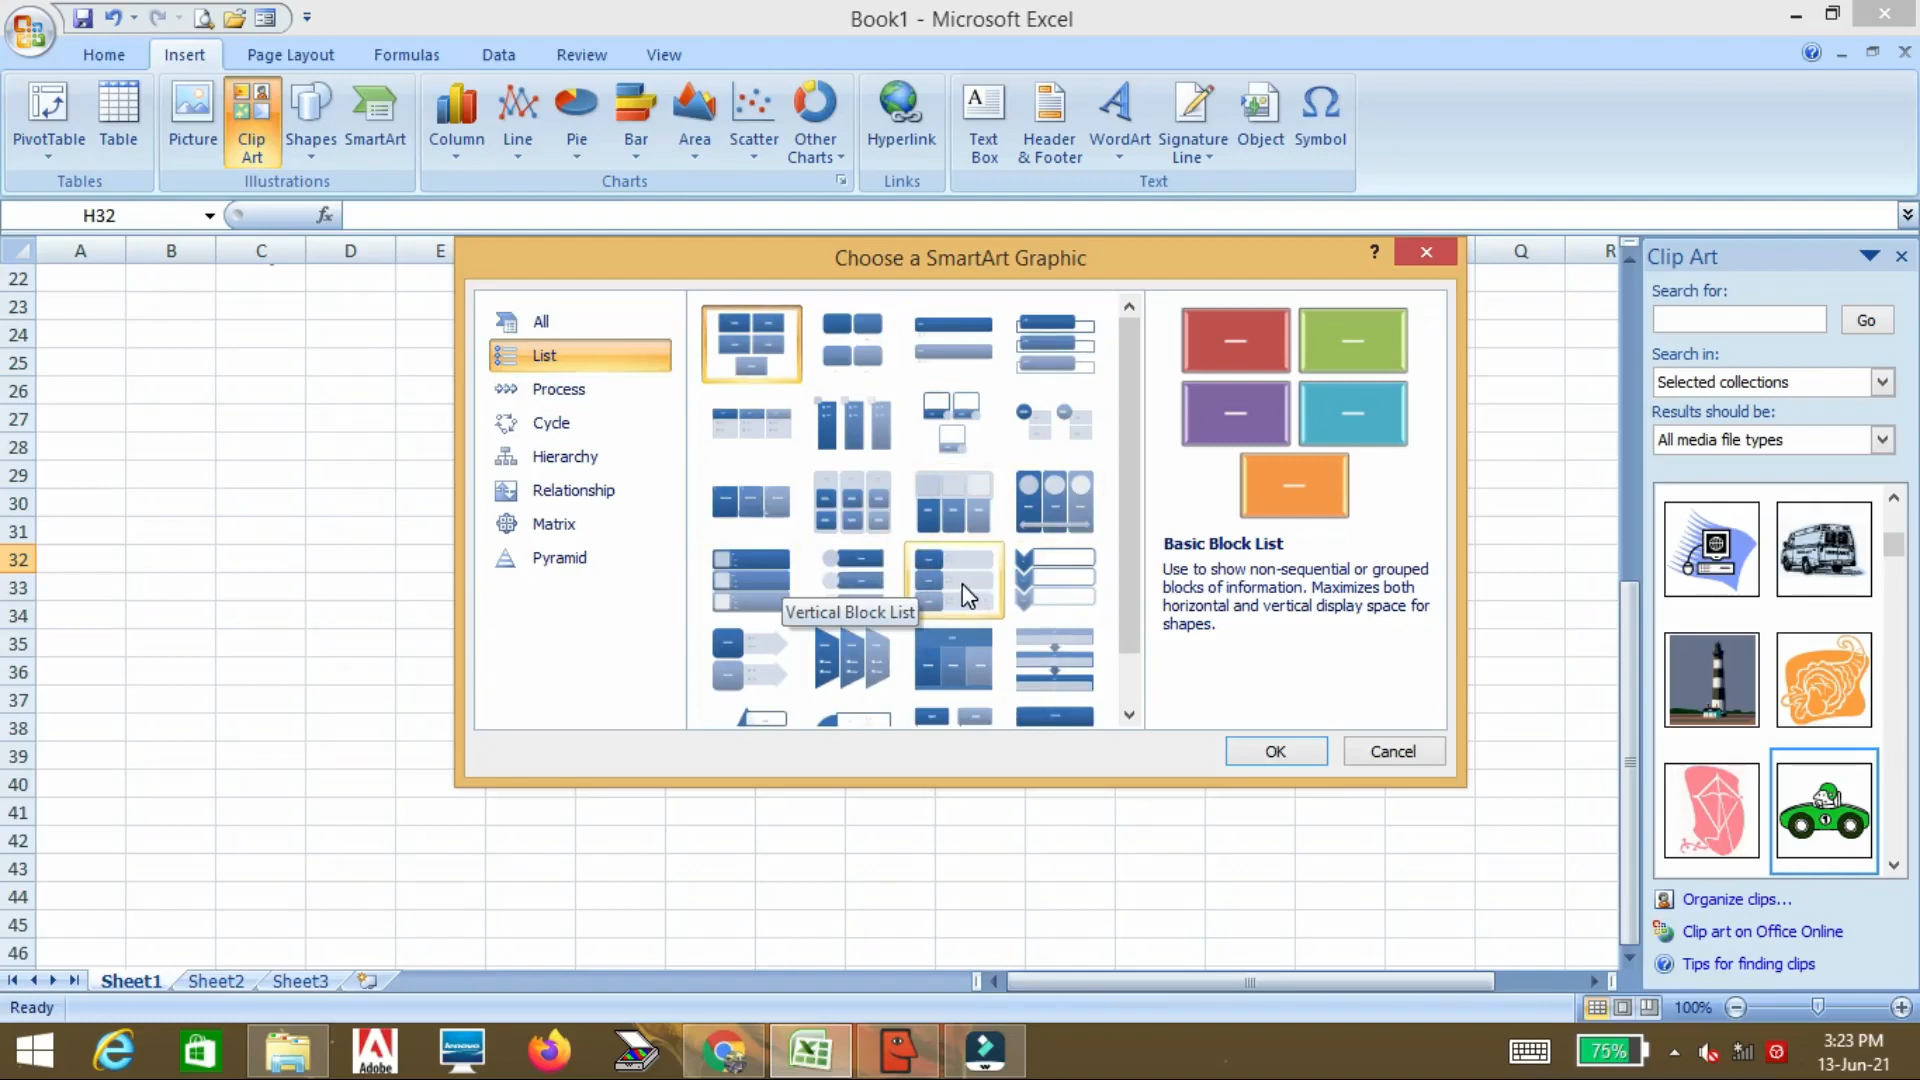 Book1 - Microsoft Excel
Home Insert Page Layout Formulas Data Review View
PivotTable Table Picture Clip Art Shapes SmartArt Column Line Pie Bar Area Scatter Other Charts Hyperlink Text Box Header & Footer WordArt Signature Line Object Symbol
Tables Illustrations Charts Links Text
H32 fx
A B C D E Q R
Choose a SmartArt Graphic ?
All
List
Process
Cycle
Hierarchy
Relationship
Matrix
Pyramid
Vertical Block List
Basic Block List
Use to show non-sequential or grouped
blocks of information. Maximizes both
horizontal and vertical display space for
shapes.
OK Cancel
Clip Art
Search for:
Go
Search in:
Selected collections
Results should be:
All media file types
Organize clips...
Clip art on Office Online
Tips for finding clips
22
23
24
25
26
27
28
29
30
31
32
33
34
35
36
37
38
39
40
41
42
43
44
45
46
Sheet1 Sheet2 Sheet3
Ready 100%
Adobe lenovo 75% 3:23 PM
13-Jun-21